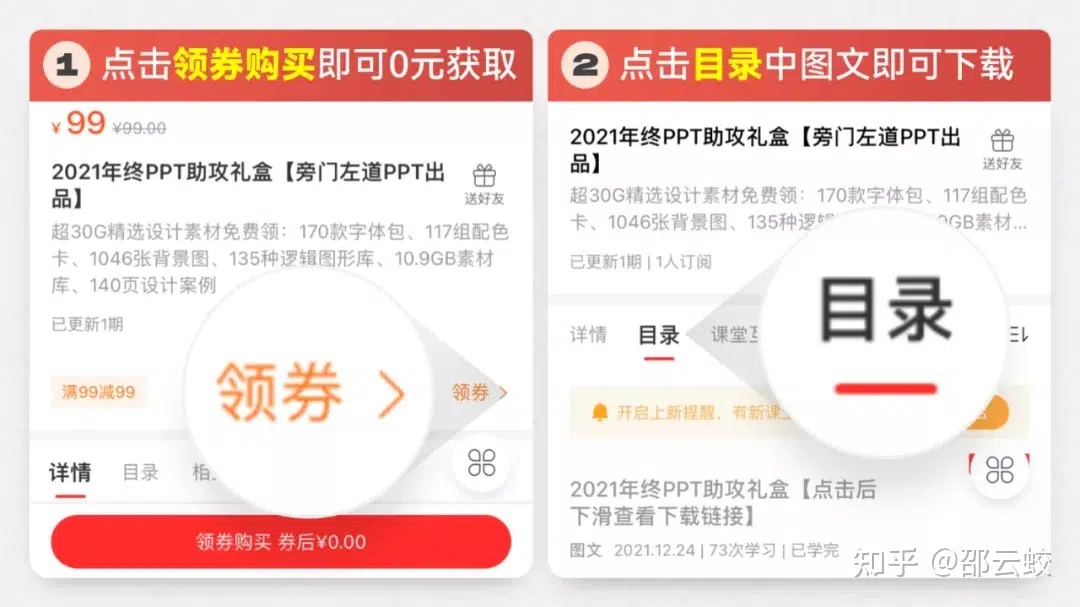 1 点击领券购买即可0元获取
¥99 ¥99.00
2021年终PPT助攻礼盒【旁门左道PPT出
品】
送好友
超30G精选设计素材免费领：170款字体包、117组配色
卡、1046张背景图、135种逻辑图形库、10.9GB素材
库、140页设计案例
已更新1期
满99减99
领券 >
领券 >
详情 目录
领券购买 券后¥0.00
2 点击目录中图文即可下载
2021年终PPT助攻礼盒【旁门左道PPT出
品】
送好友
超30G精选设计素材免费领：170款字体包、117组配色
卡、1046张背景图、135种逻 0GB素材...
已更新1期 | 1人订阅
详情 目录 课堂
目录
开启上新提醒，有新课
2021年终PPT助攻礼盒【点击后
下滑查看下载链接】
图文 2021.12.24 | 73次学习 | 已学完
知乎 @邵云蛟